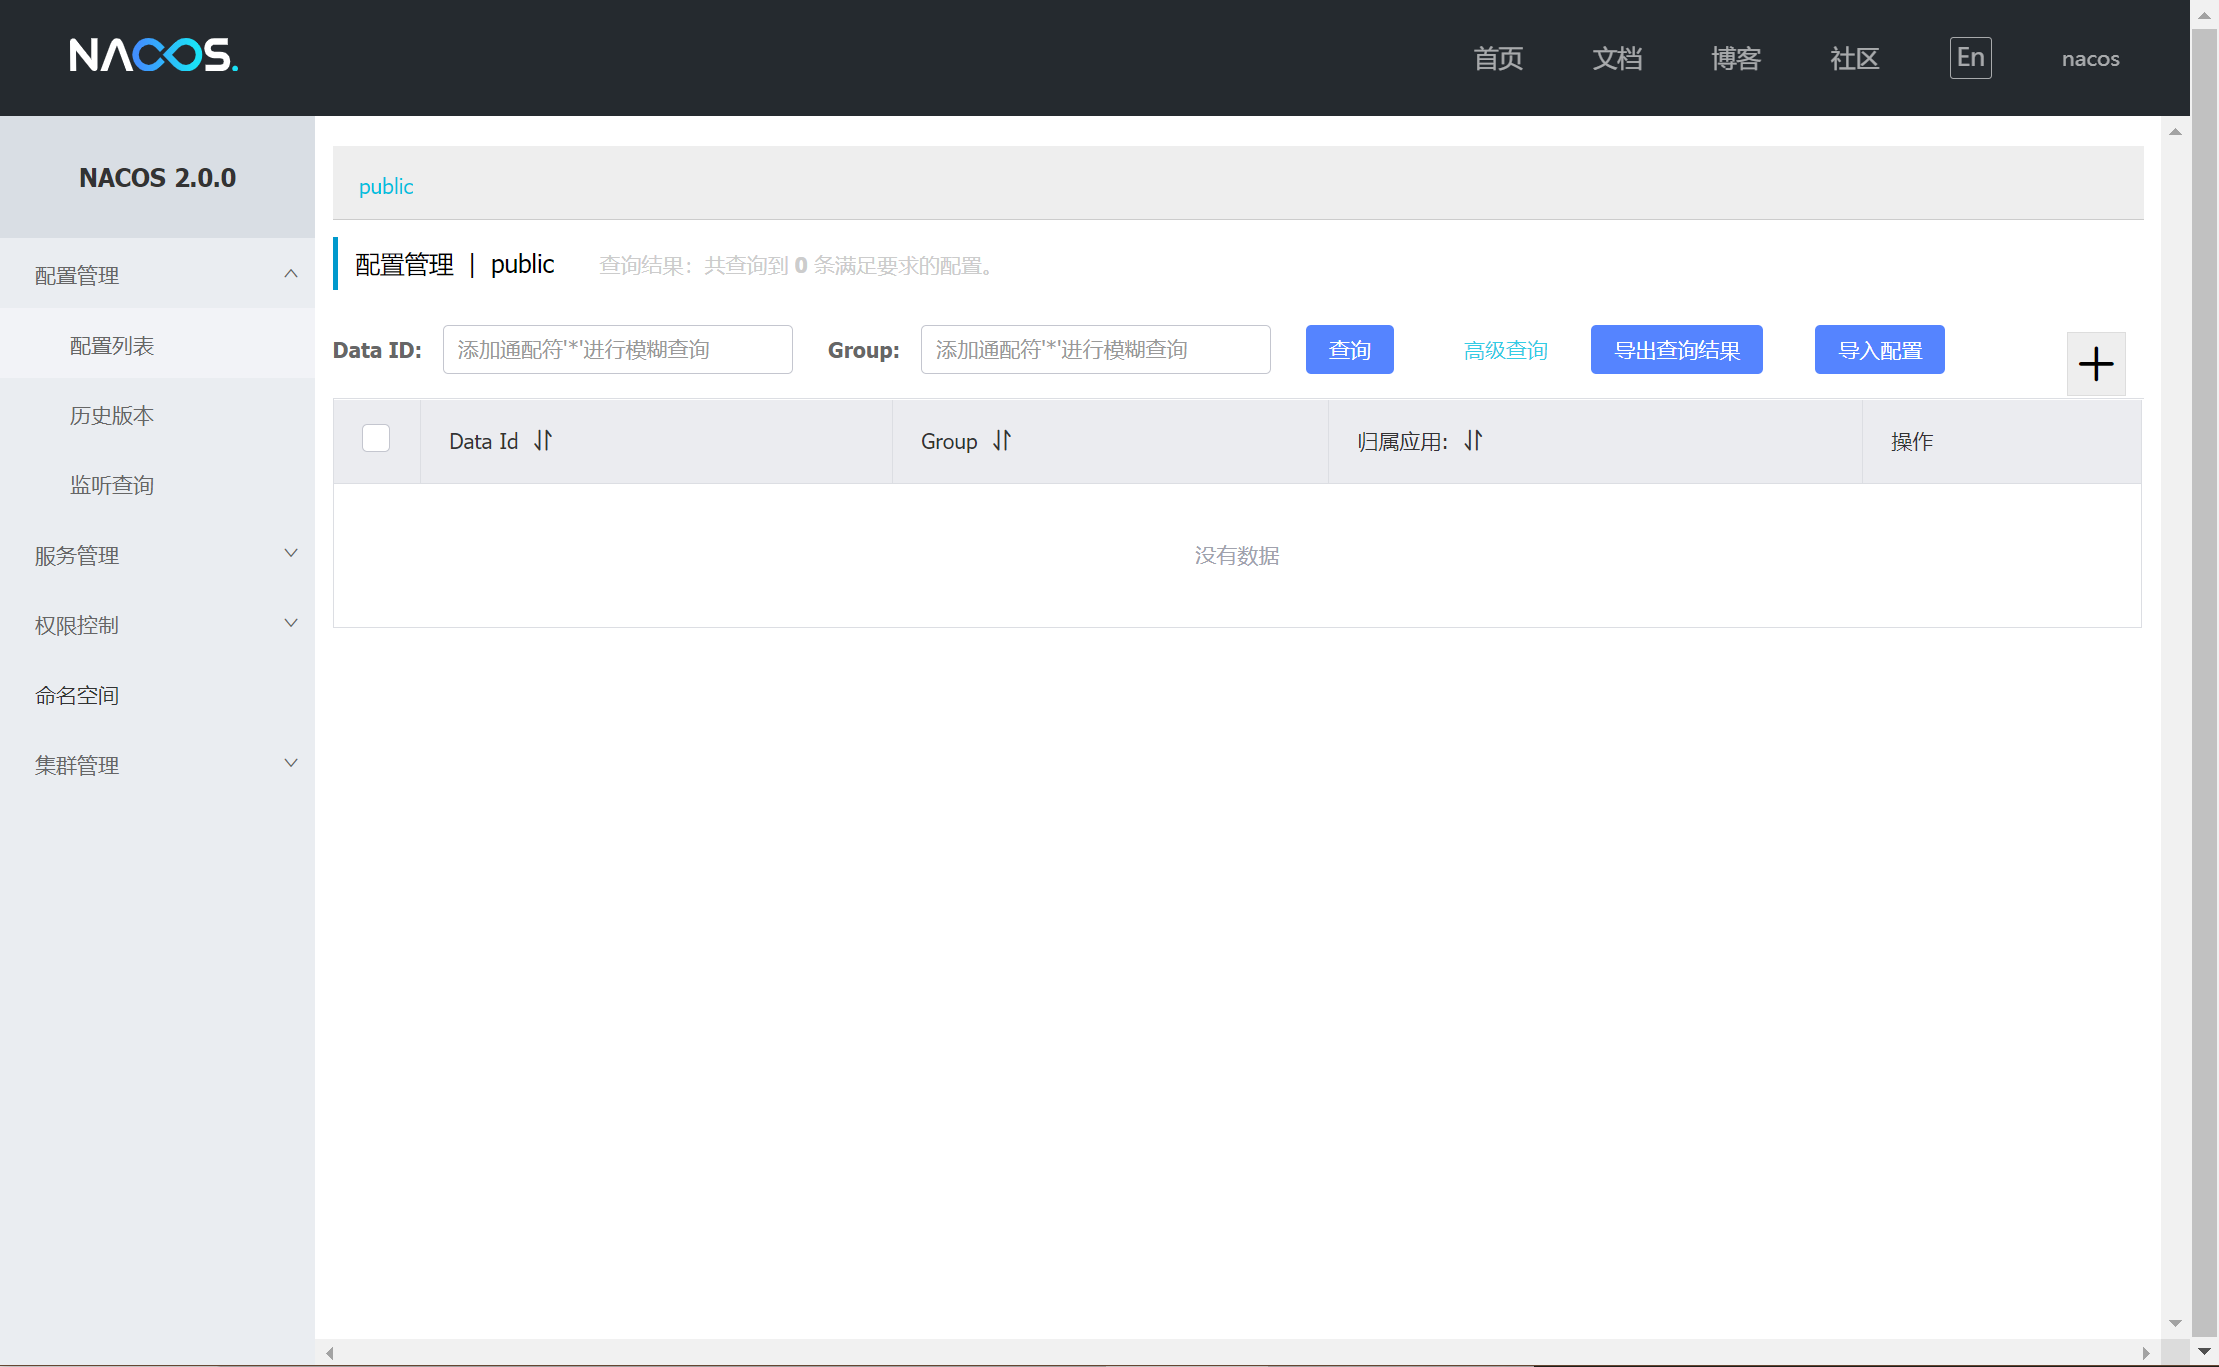 NACOS.
首页 文档 博客 社区 En nacos
NACOS 2.0.0
配置管理
配置列表
历史版本
监听查询
服务管理
权限控制
命名空间
集群管理
public
配置管理 | public 查询结果：共查询到 0 条满足要求的配置。
Data ID: 添加通配符'*'进行模糊查询 Group: 添加通配符'*'进行模糊查询 查询 高级查询 导出查询结果 导入配置
Data Id Group 归属应用: 操作
没有数据